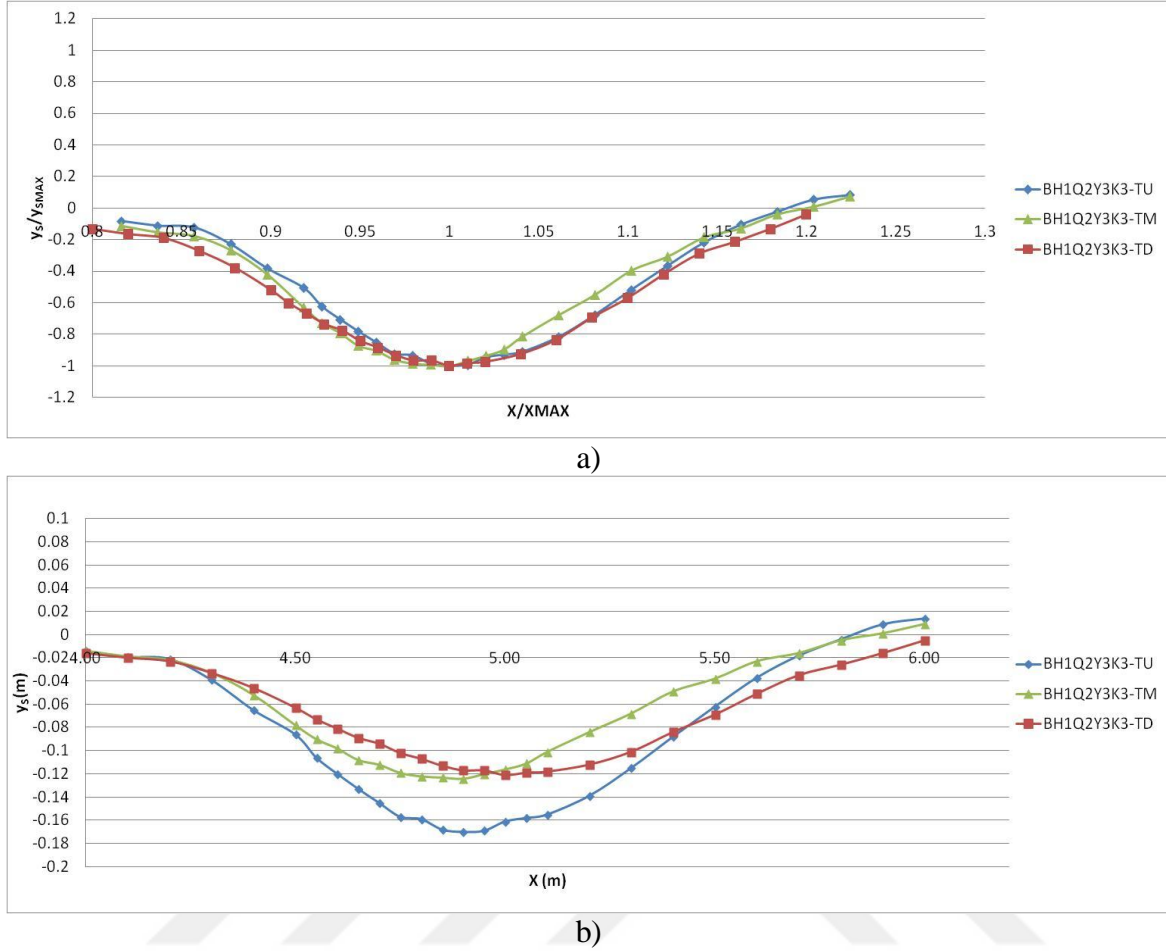 1.2
1
0.8
0.6
0.4
0.2
0
-0.2
-0.4
-0.6
-0.8
-1
-1.2
yS/ySMAX
0.8 0.85 0.9 0.95 1 1.05 1.1 1.15 1.2 1.25 1.3
X/XMAX
BH1Q2Y3K3-TU
BH1Q2Y3K3-TM
BH1Q2Y3K3-TD
a)
0.1
0.08
0.06
0.04
0.02
0
-0.02
-0.04
-0.06
-0.08
-0.1
-0.12
-0.14
-0.16
-0.18
-0.2
yS(m)
4.00 4.50 5.00 5.50 6.00
X (m)
BH1Q2Y3K3-TU
BH1Q2Y3K3-TM
BH1Q2Y3K3-TD
b)